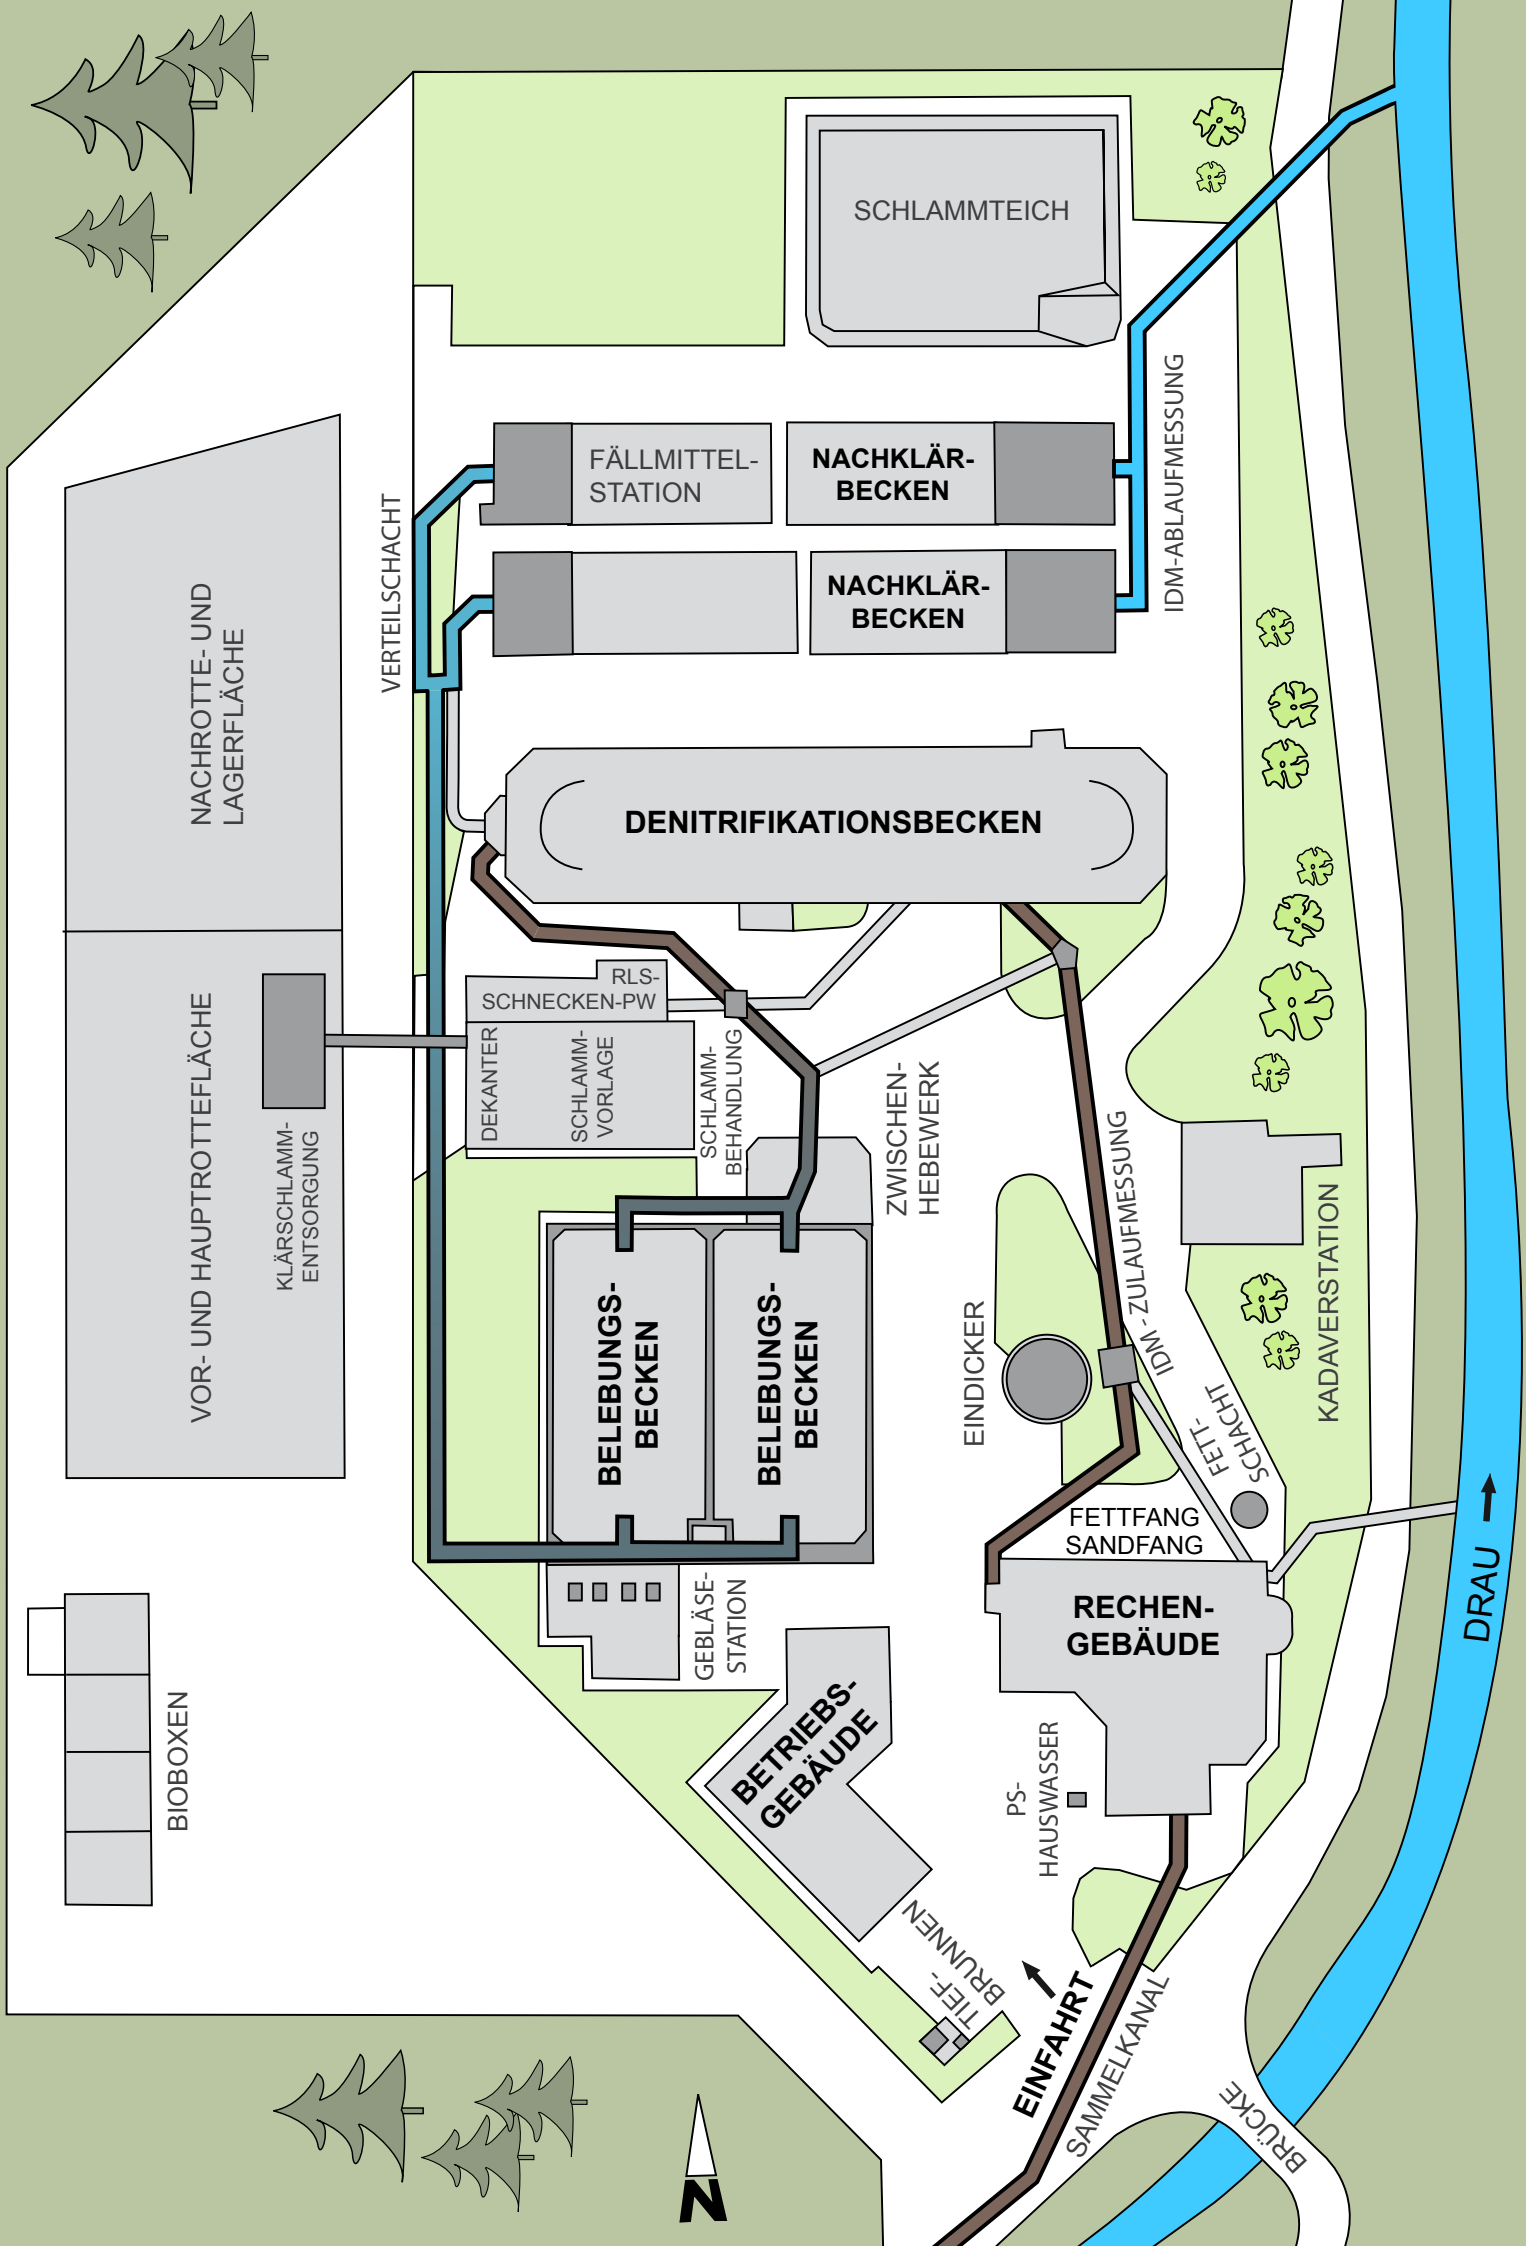 SCHLAMMTEICH
FÄLLMITTEL-
STATION
NACHKLÄR-
BECKEN
NACHKLÄR-
BECKEN
IDM-ABLAUFMESSUNG
VERTEILSCHACHT
NACHROTTE- UND
LAGERFLÄCHE
DENITRIFIKATIONSBECKEN
RLS-
SCHNECKEN-PW
DEKANTER
SCHLAMM-
VORLAGE
SCHLAMM-
BEHANDLUNG
ZWISCHEN-
HEBEWERK
VOR- UND HAUPTROTTEFLÄCHE
KLÄRSCHLAMM-
ENTSORGUNG
IDM - ZULAUFMESSUNG
KADAVERSTATION
BELEBUNGS-
BECKEN
BELEBUNGS-
BECKEN
EINDICKER
FETT-
SCHACHT
FETTFANG
SANDFANG
RECHEN-
GEBÄUDE
DRAU
GEBLÄSE-
STATION
BETRIEBS-
GEBÄUDE
BIOBOXEN
PS-
HAUSWASSER
TIEF-
BRUNNEN
EINFAHRT
SAMMELKANAL
BRÜCKE
N